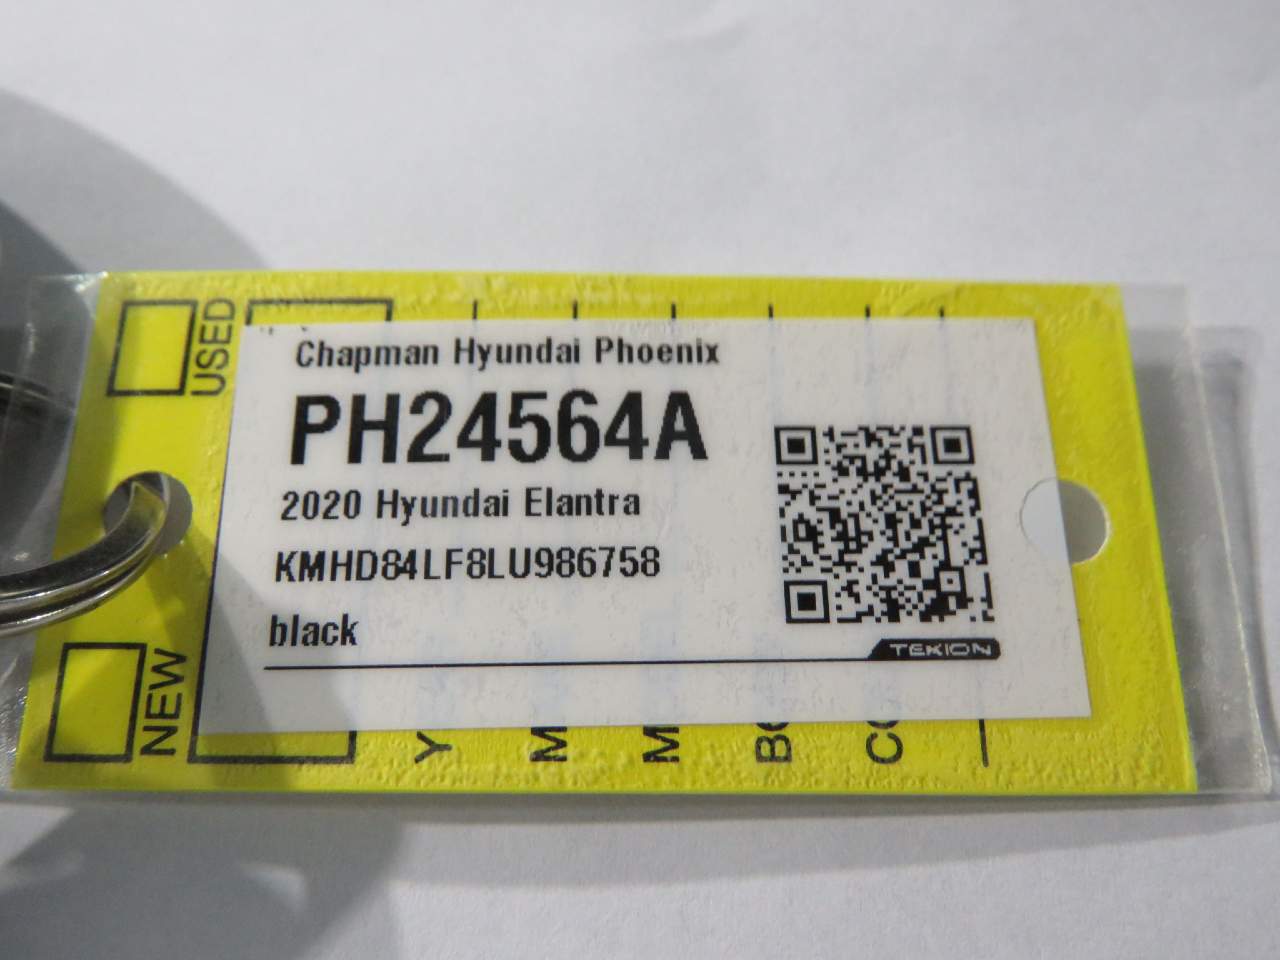 USED
Chapman Hyundai Phoenix
PH24564A
2020 Hyundai Elantra
KMHD84LF8LU986758
black
TEKION
NEW
Y
M
M